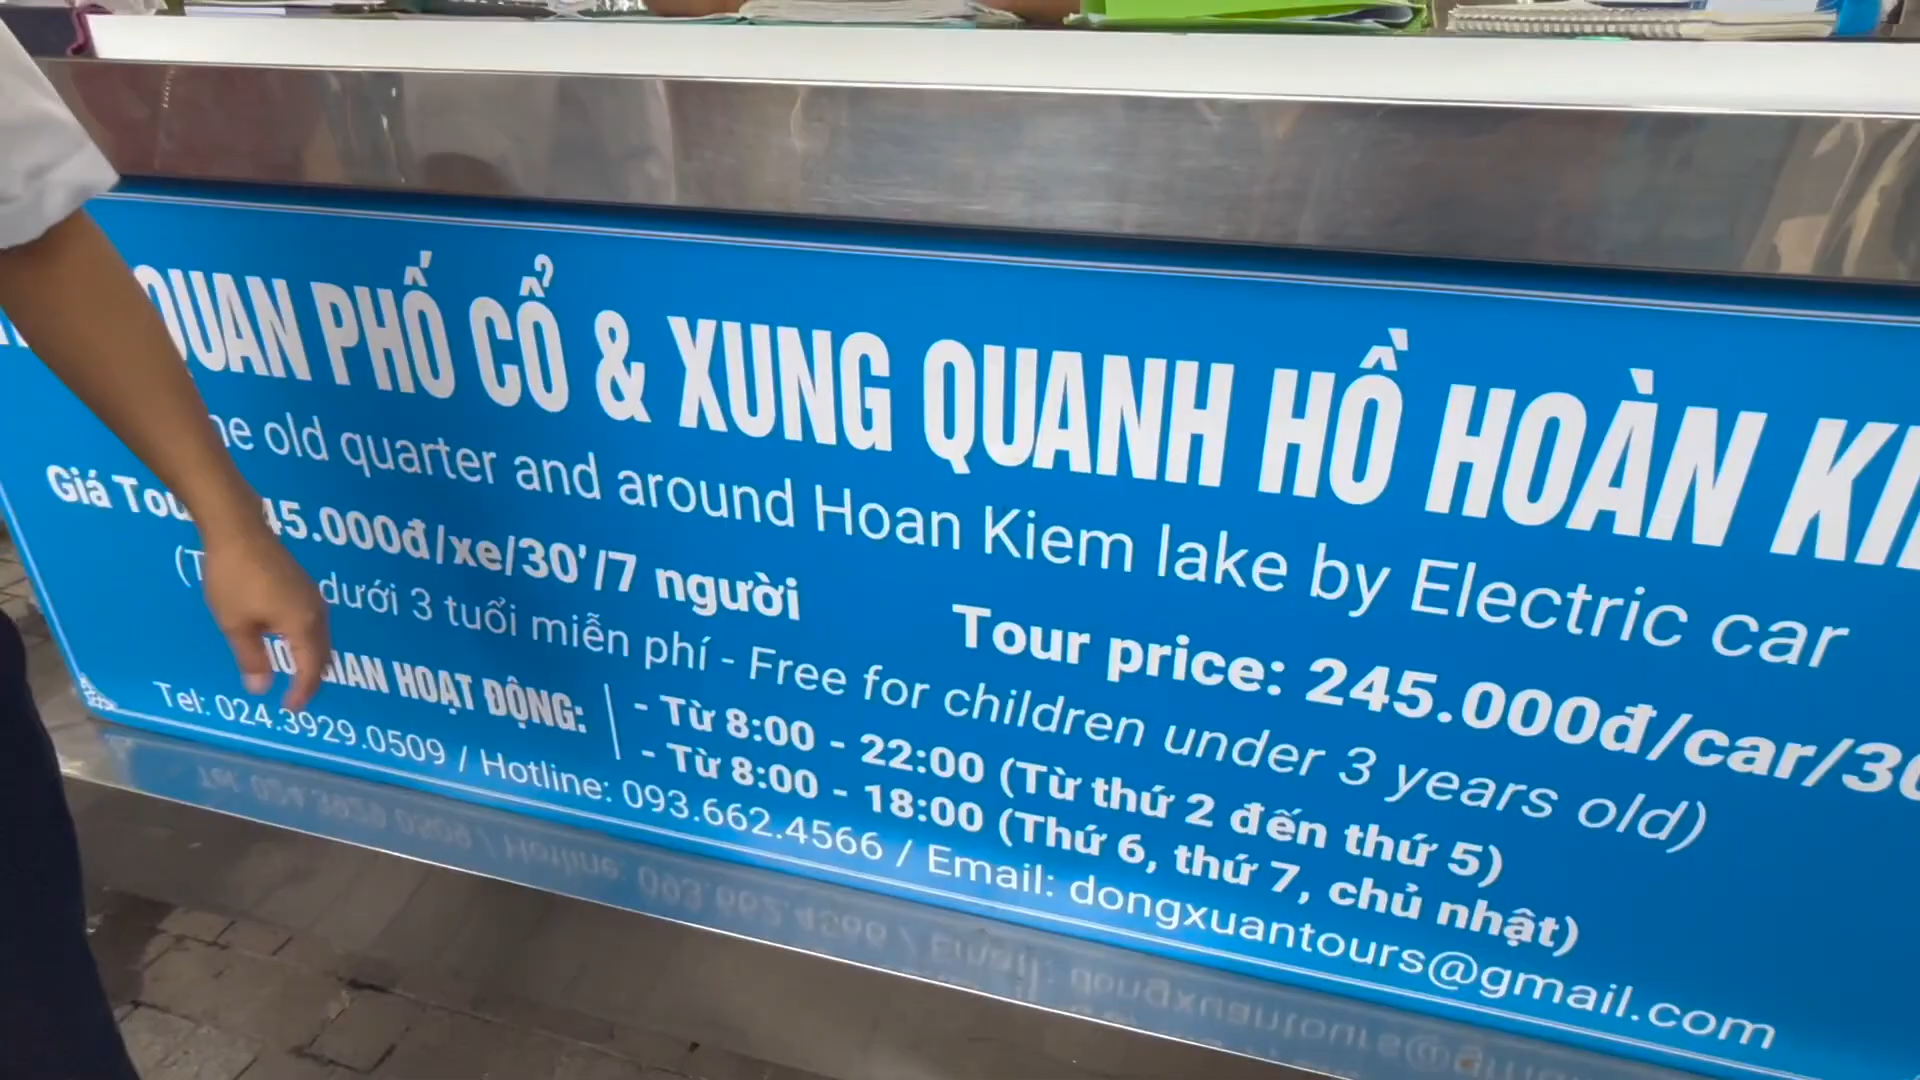 QUAN PHỐ CỔ & XUNG QUANH HỒ HOÀN
old quarter and around Hoan Kiem lake by Electric car
Giá 45.000đ/xe/30'/7 người
Tour price: 245.000đ/car/30
dưới 3 tuổi miễn phí - Free for children under 3 years old)
GIAN HOẠT ĐỘNG:
- Từ 8:00 - 22:00 (Từ thứ 2 đến thứ 5)
- Từ 8:00 - 18:00 (Thứ 6, thứ 7, chủ nhật)
Tel: 024.3929.0509 / Hotline: 093.662.4566 / Email: dongxuantours@gmail.com